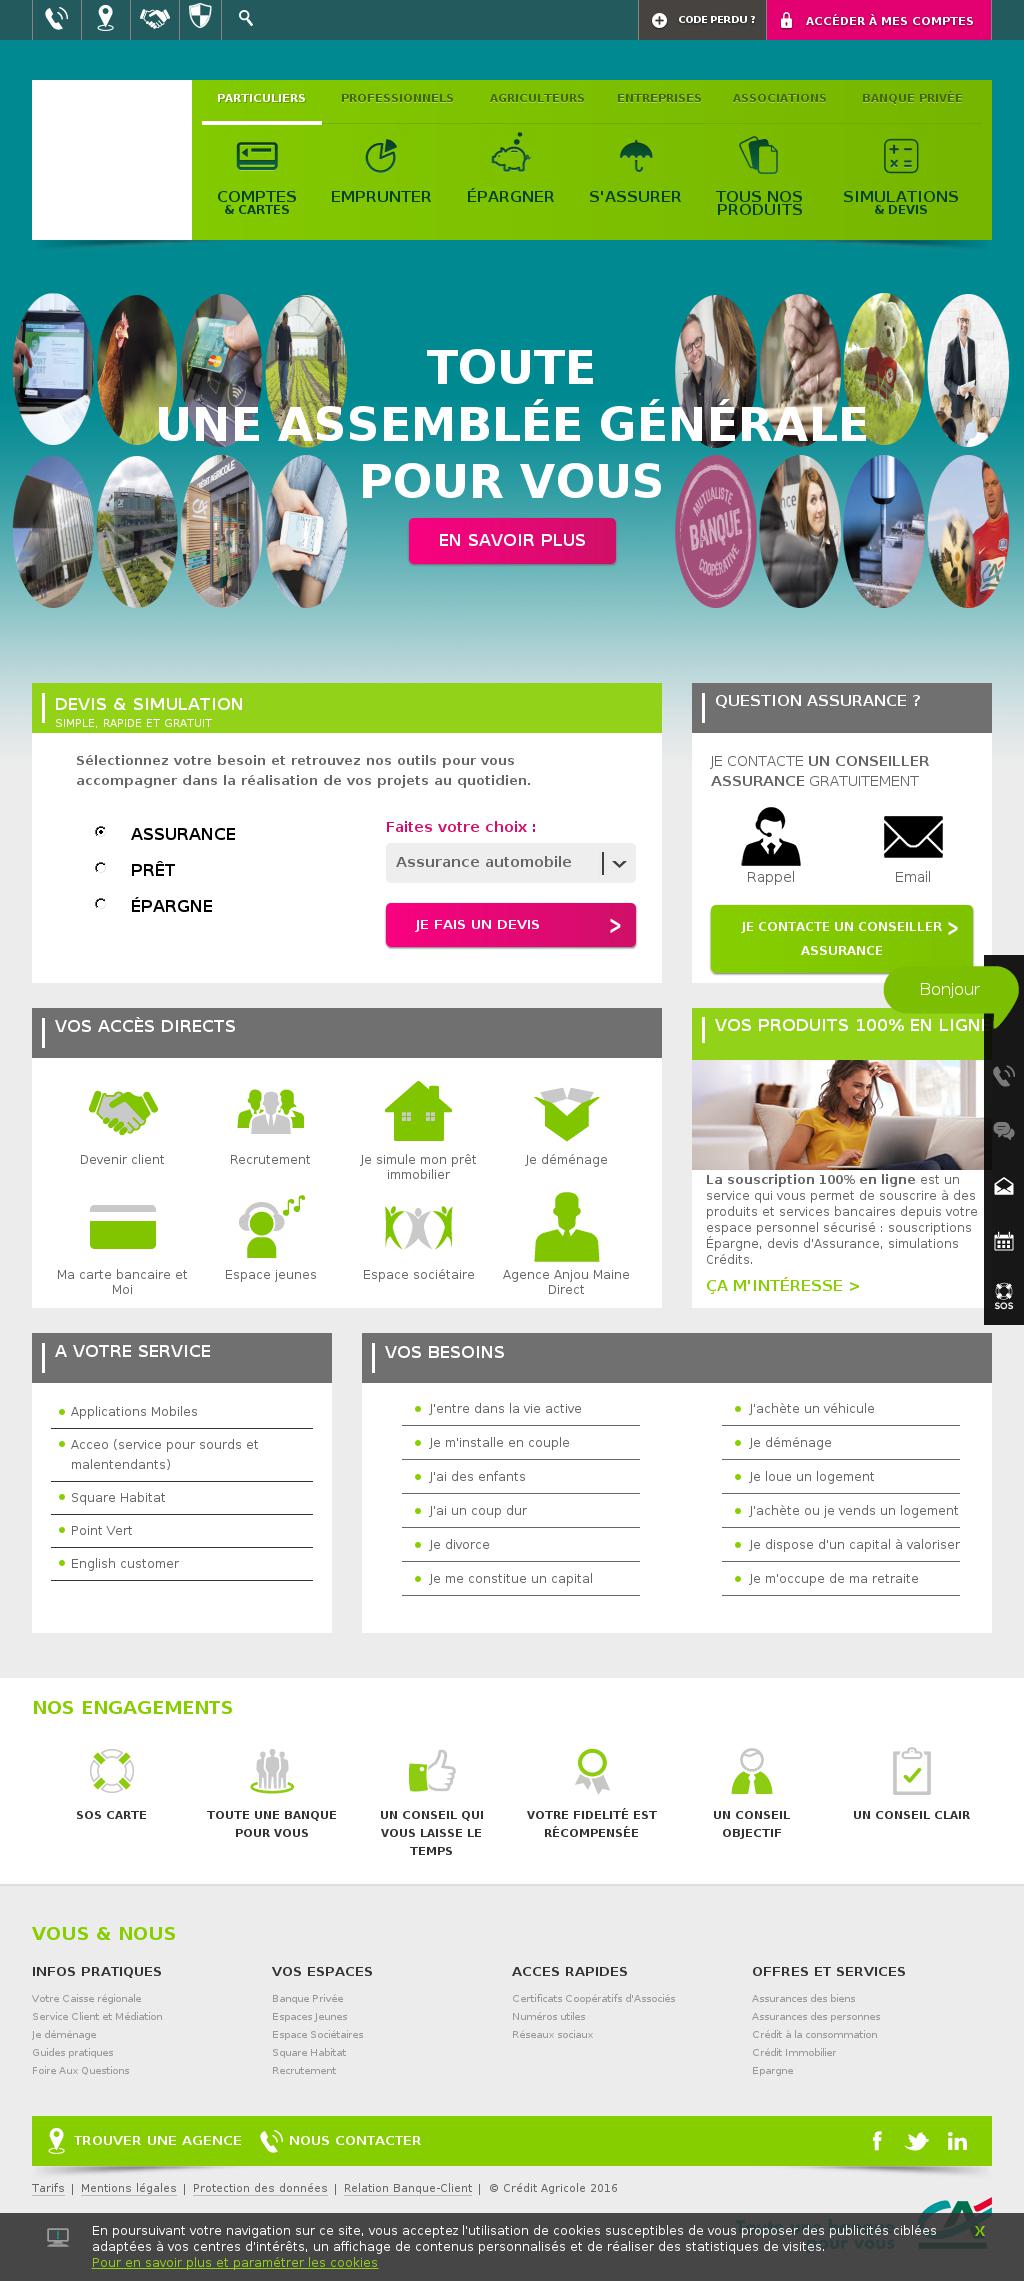 CODE PERDU ?
ACCÉDER À MES COMPTES
PARTICULIERS
PROFESSIONNELS
AGRICULTEURS
ENTREPRISES
ASSOCIATIONS
BANQUE PRIVÉE
COMPTES
& CARTES
EMPRUNTER
ÉPARGNER
S'ASSURER
TOUS NOS
PRODUITS
SIMULATIONS
& DEVIS
TOUTE
UNE ASSEMBLÉE GÉNÉRALE
POUR VOUS
EN SAVOIR PLUS
MUTUALISTE
BANQUE
COOPÉRATIVE
DEVIS & SIMULATION
SIMPLE, RAPIDE ET GRATUIT
Sélectionnez votre besoin et retrouvez nos outils pour vous
accompagner dans la réalisation de vos projets au quotidien.
ASSURANCE
PRÊT
ÉPARGNE
Faites votre choix :
Assurance automobile
JE FAIS UN DEVIS >
QUESTION ASSURANCE ?
JE CONTACTE UN CONSEILLER
ASSURANCE GRATUITEMENT
Rappel
Email
JE CONTACTE UN CONSEILLER >
ASSURANCE
Bonjour
VOS ACCÈS DIRECTS
Devenir client
Recrutement
Je simule mon prêt
immobilier
Je déménage
Ma carte bancaire et
Moi
Espace jeunes
Espace sociétaire
Agence Anjou Maine
Direct
VOS PRODUITS 100% EN LIGNE
La souscription 100% en ligne est un
service qui vous permet de souscrire à des
produits et services bancaires depuis votre
espace personnel sécurisé : souscriptions
Épargne, devis d'Assurance, simulations
Crédits.
ÇA M'INTÉRESSE >
SOS
A VOTRE SERVICE
Applications Mobiles
Acceo (service pour sourds et
malentendants)
Square Habitat
Point Vert
English customer
VOS BESOINS
J'entre dans la vie active
Je m'installe en couple
J'ai des enfants
J'ai un coup dur
Je divorce
Je me constitue un capital
J'achète un véhicule
Je déménage
Je loue un logement
J'achète ou je vends un logement
Je dispose d'un capital à valoriser
Je m'occupe de ma retraite
NOS ENGAGEMENTS
SOS CARTE
TOUTE UNE BANQUE
POUR VOUS
UN CONSEIL QUI
VOUS LAISSE LE
TEMPS
VOTRE FIDELITÉ EST
RÉCOMPENSÉE
UN CONSEIL
OBJECTIF
UN CONSEIL CLAIR
VOUS & NOUS
INFOS PRATIQUES
Votre Caisse régionale
Service Client et Médiation
Je déménage
Guides pratiques
Foire Aux Questions
VOS ESPACES
Banque Privée
Espaces Jeunes
Espace Sociétaires
Square Habitat
Recrutement
ACCES RAPIDES
Certificats Coopératifs d'Associés
Numéros utiles
Réseaux sociaux
OFFRES ET SERVICES
Assurances des biens
Assurances des personnes
Crédit à la consommation
Crédit Immobilier
Epargne
TROUVER UNE AGENCE
NOUS CONTACTER
Tarifs | Mentions légales | Protection des données | Relation Banque-Client | © Crédit Agricole 2016
En poursuivant votre navigation sur ce site, vous acceptez l'utilisation de cookies susceptibles de vous proposer des publicités ciblées
adaptées à vos centres d'intérêts, un affichage de contenus personnalisés et de réaliser des statistiques de visites.
Pour en savoir plus et paramétrer les cookies
X